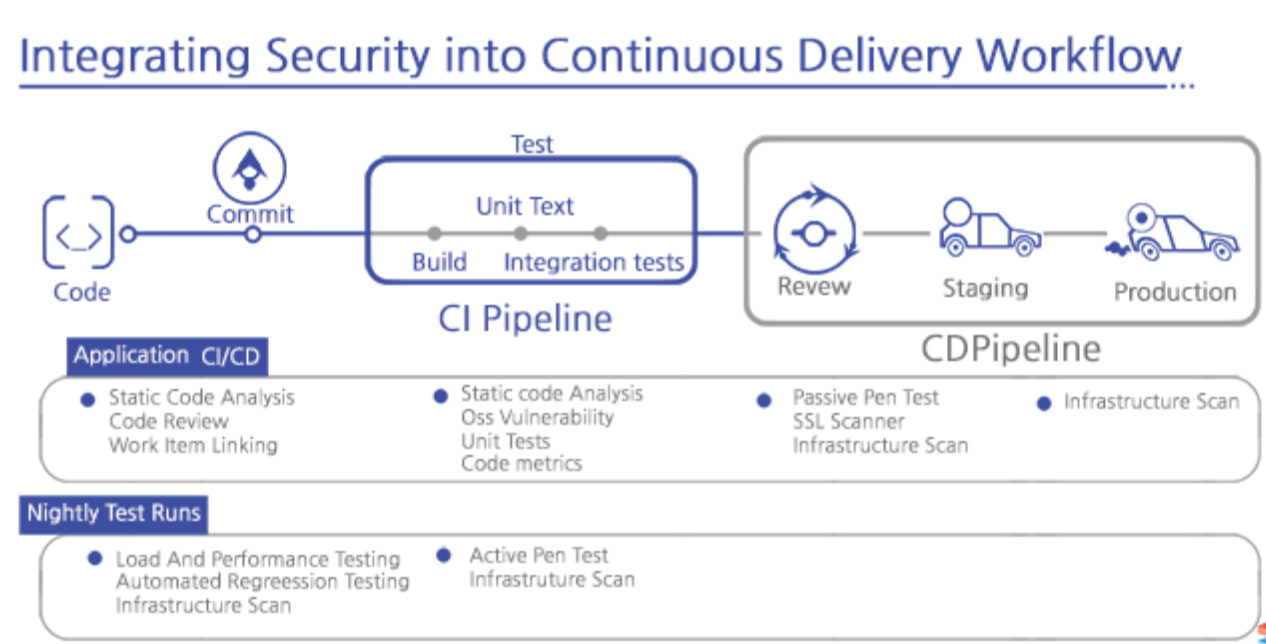 Integrating Security into Continuous Delivery Workflow
Test
Commit
Unit Text
Build
Integration tests
Code
Revew
Staging
Production
CI Pipeline
CDPipeline
Application CI/CD
Static Code Analysis
Code Review
Work Item Linking
Static code Analysis
Oss Vulnerability
Unit Tests
Code metrics
Passive Pen Test
SSL Scanner
Infrastructure Scan
Infrastructure Scan
Nightly Test Runs
Load And Performance Testing
Automated Regreession Testing
Infrastructure Scan
Active Pen Test
Infrastruture Scan